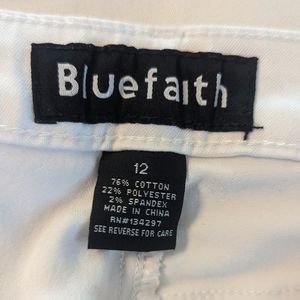 Bluefaith
12
76% COTTON
22% POLYESTER
2% SPANDEX
MADE IN CHINA
RN#134297
SEE REVERSE FOR CARE